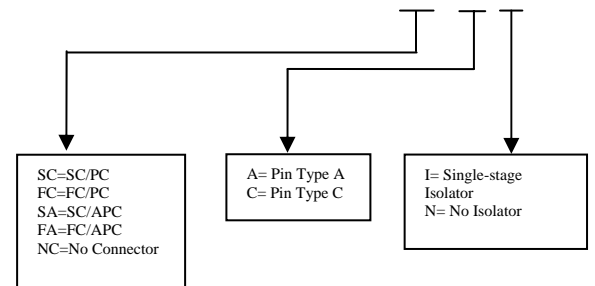 SC=SC/PC
FC=FC/PC
SA=SC/APC
FA=FC/APC
NC=No Connector
A= Pin Type A
C= Pin Type C
I= Single-stage
Isolator
N= No Isolator